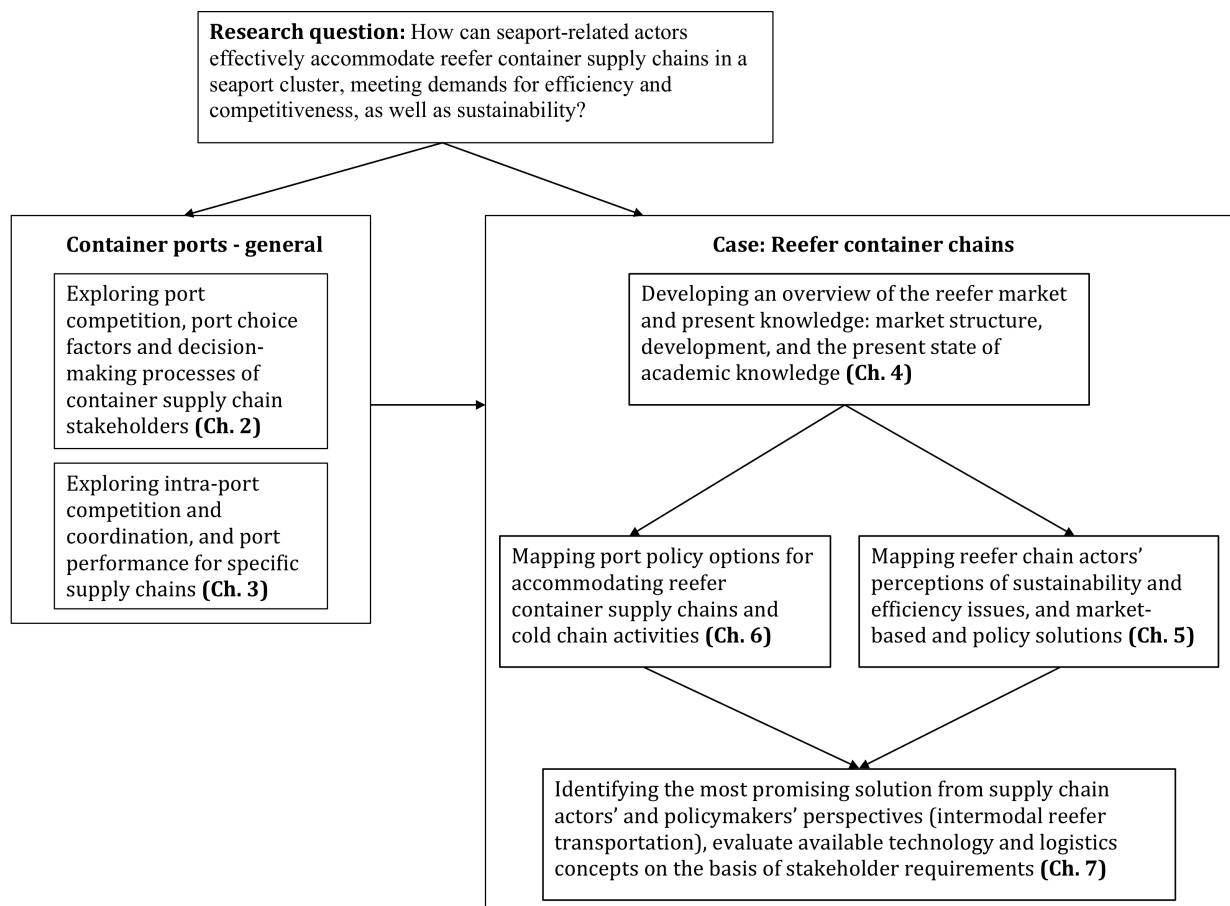 Research question: How can seaport-related actors
effectively accommodate reefer container supply chains in a
seaport cluster, meeting demands for efficiency and
competitiveness, as well as sustainability?
Container ports - general
Exploring port
competition, port choice
factors and decision-
making processes of
container supply chain
stakeholders (Ch. 2)
Exploring intra-port
competition and
coordination, and port
performance for specific
supply chains (Ch. 3)
Case: Reefer container chains
Developing an overview of the reefer market
and present knowledge: market structure,
development, and the present state of
academic knowledge (Ch. 4)
Mapping port policy options for
accommodating reefer
container supply chains and
cold chain activities (Ch. 6)
Mapping reefer chain actors’
perceptions of sustainability and
efficiency issues, and market-
based and policy solutions (Ch. 5)
Identifying the most promising solution from supply chain
actors’ and policymakers’ perspectives (intermodal reefer
transportation), evaluate available technology and logistics
concepts on the basis of stakeholder requirements (Ch. 7)